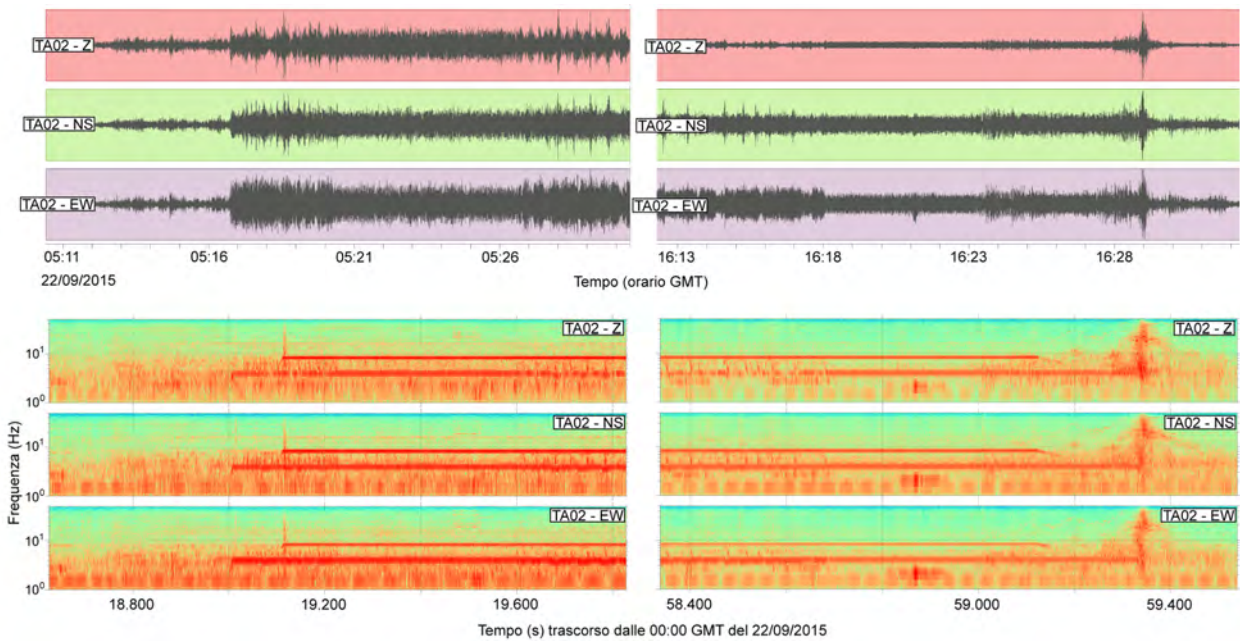 TA02 - Z
TA02 - Z
TA02 - NS
TA02 - NS
TA02 - EW
TA02 - EW
05:11 05:16 05:21 05:26 16:13 16:18 16:23 16:28
22/09/2015
Tempo (orario GMT)
TA02 - Z
TA02 - Z
10¹
10⁰
TA02 - NS
TA02 - NS
10¹
10⁰
TA02 - EW
TA02 - EW
10¹
10⁰
Frequenza (Hz)
18.800 19.200 19.600 58.400 59.000 59.400
Tempo (s) trascorso dalle 00:00 GMT del 22/09/2015